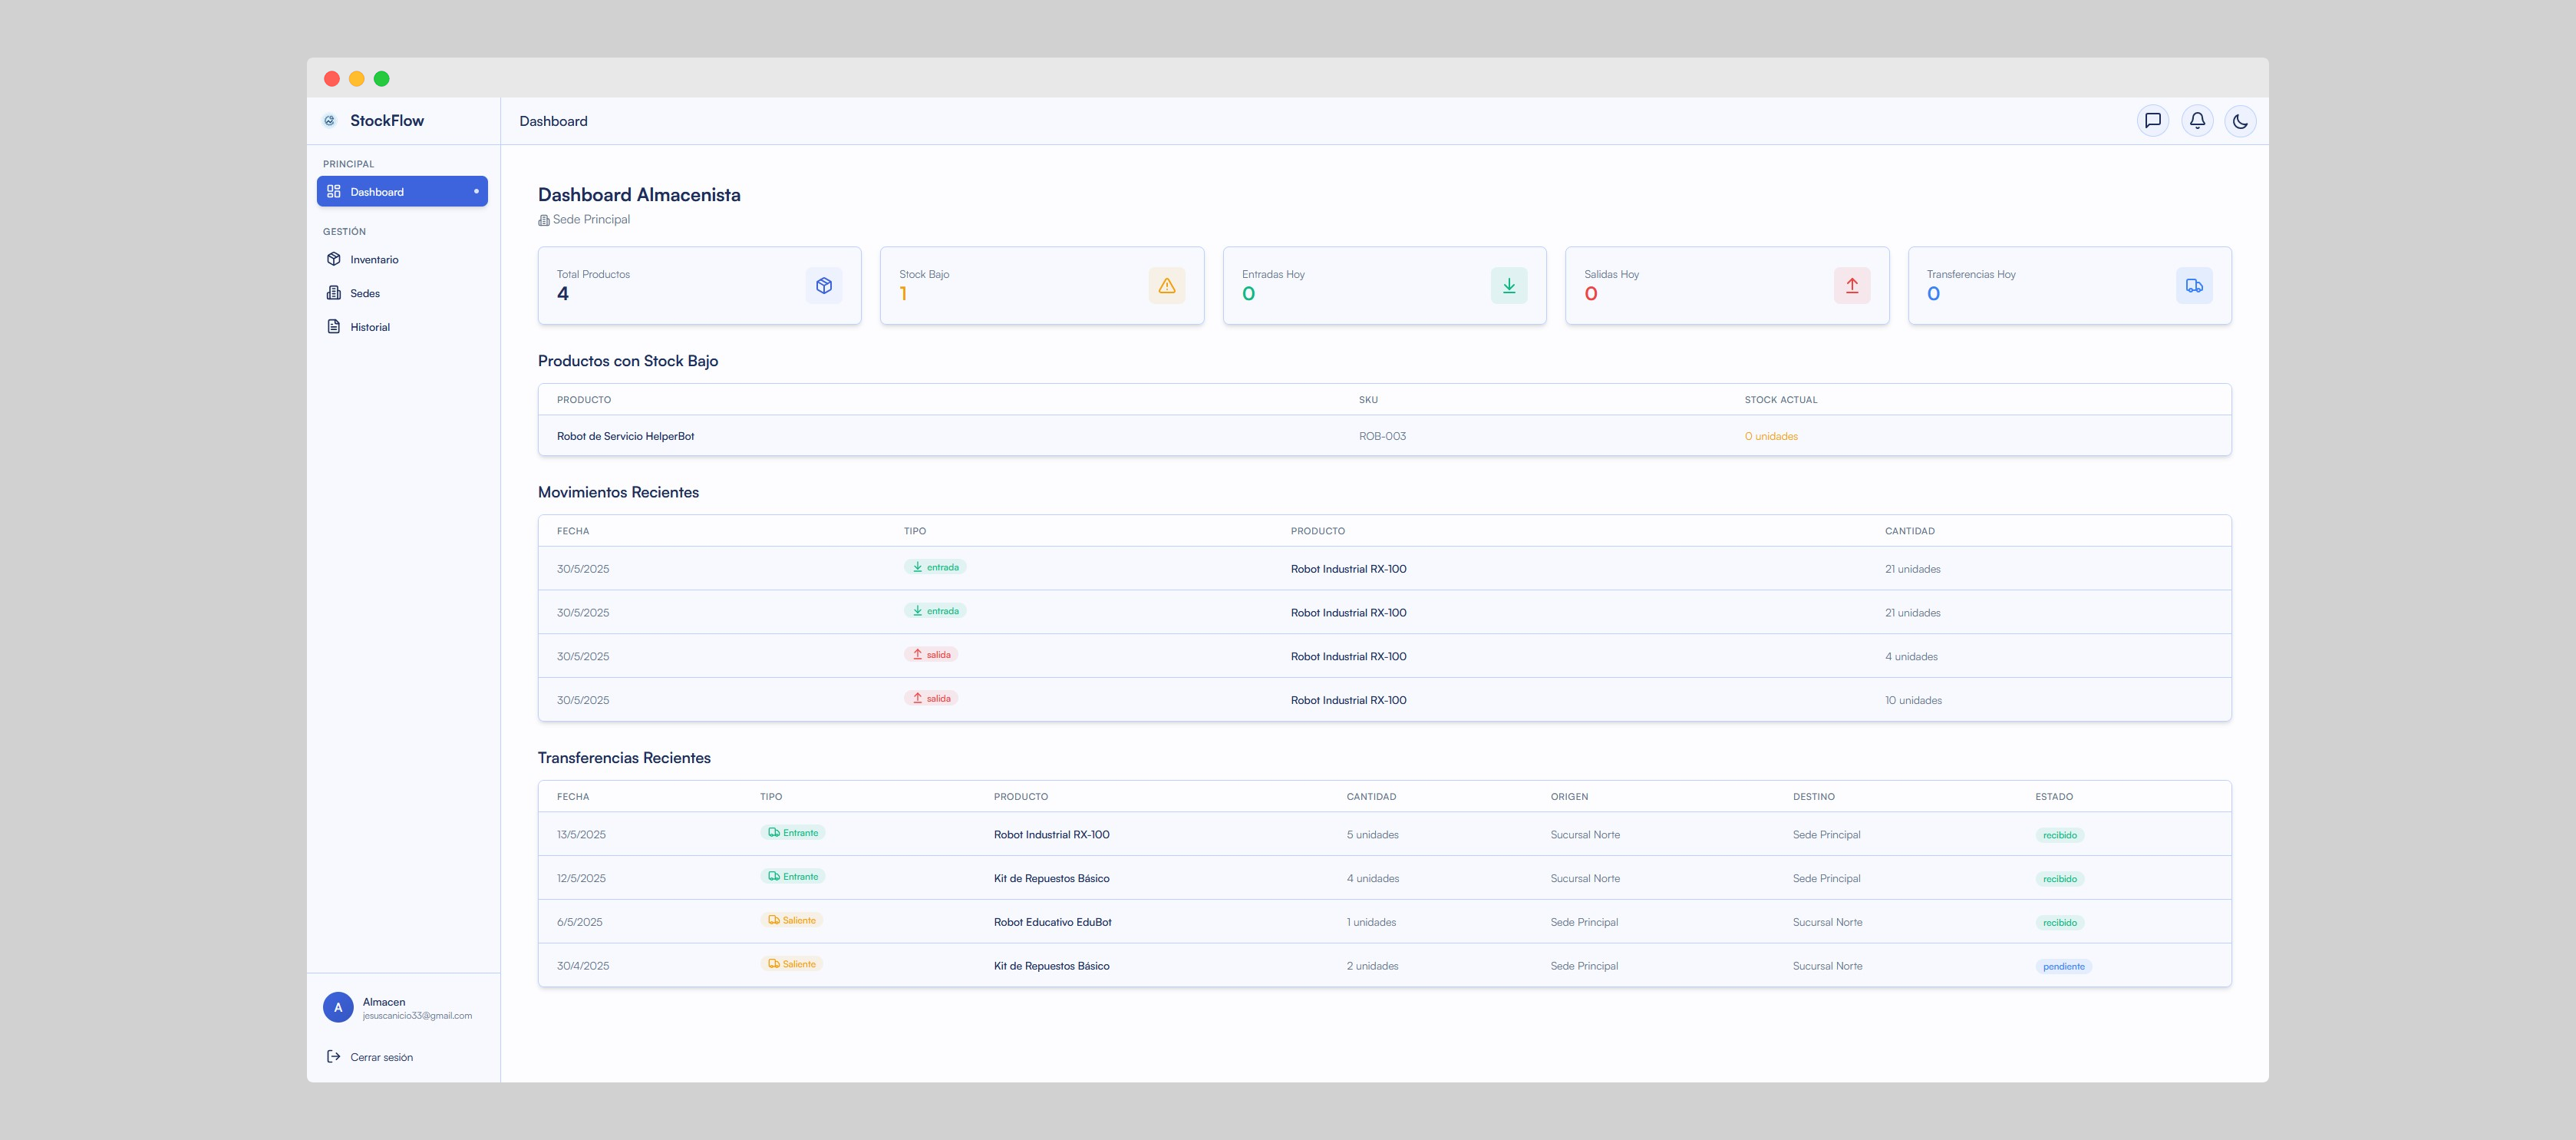 StockFlow
Dashboard
PRINCIPAL
Dashboard
GESTIÓN
Inventario
Sedes
Historial
Dashboard Almacenista
Sede Principal
Total Productos
4
Stock Bajo
1
Entradas Hoy
0
Salidas Hoy
0
Transferencias Hoy
0
Productos con Stock Bajo
PRODUCTO SKU STOCK ACTUAL
Robot de Servicio HelperBot ROB-003 0 unidades
Movimientos Recientes
FECHA TIPO PRODUCTO CANTIDAD
30/5/2025 entrada Robot Industrial RX-100 21 unidades
30/5/2025 entrada Robot Industrial RX-100 21 unidades
30/5/2025 salida Robot Industrial RX-100 4 unidades
30/5/2025 salida Robot Industrial RX-100 10 unidades
Transferencias Recientes
FECHA TIPO PRODUCTO CANTIDAD ORIGEN DESTINO ESTADO
13/5/2025 Entrante Robot Industrial RX-100 5 unidades Sucursal Norte Sede Principal recibido
12/5/2025 Entrante Kit de Repuestos Básico 4 unidades Sucursal Norte Sede Principal recibido
6/5/2025 Saliente Robot Educativo EduBot 1 unidades Sede Principal Sucursal Norte recibido
30/4/2025 Saliente Kit de Repuestos Básico 2 unidades Sede Principal Sucursal Norte pendiente
A
Almacen
jesuscanicio33@gmail.com
Cerrar sesión